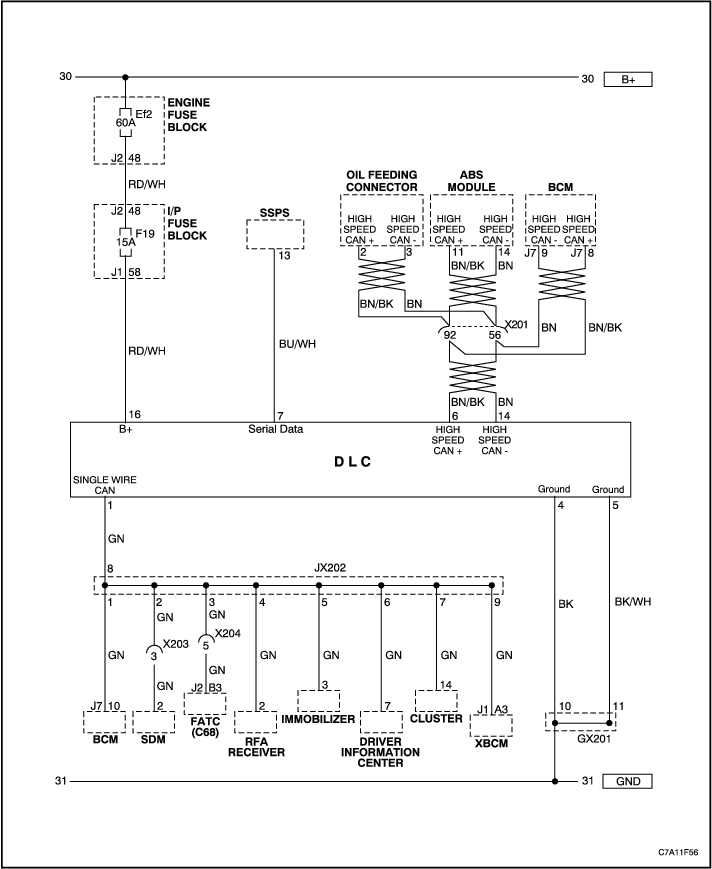 30
30
B+
ENGINE
FUSE
BLOCK
Ef2
60A
J2 48
RD/WH
J2 48
I/P
FUSE
BLOCK
F19
15A
J1 58
RD/WH
16
B+
SSPS
13
BU/WH
7
Serial Data
OIL FEEDING
CONNECTOR
HIGH
SPEED
CAN +
HIGH
SPEED
CAN -
2
3
BN/BK
BN
ABS
MODULE
HIGH
SPEED
CAN +
HIGH
SPEED
CAN -
11
14
BN/BK
BN
BCM
HIGH
SPEED
CAN -
HIGH
SPEED
CAN +
J7 9
J7 8
BN
BN/BK
X201
92
56
BN/BK
BN
6
14
HIGH
SPEED
CAN +
HIGH
SPEED
CAN -
DLC
SINGLE WIRE
CAN
Ground
Ground
1
4
5
GN
8
JX202
1
2
3
4
5
6
7
9
GN
GN
X203
3
GN
GN
X204
5
GN
GN
GN
GN
GN
GN
BK
BK/WH
J7 10
BCM
2
SDM
J2 B3
FATC
(C68)
2
RFA
RECEIVER
3
IMMOBILIZER
7
DRIVER
INFORMATION
CENTER
14
CLUSTER
J1 A3
XBCM
10
11
GX201
31
31
GND
C7A11F56